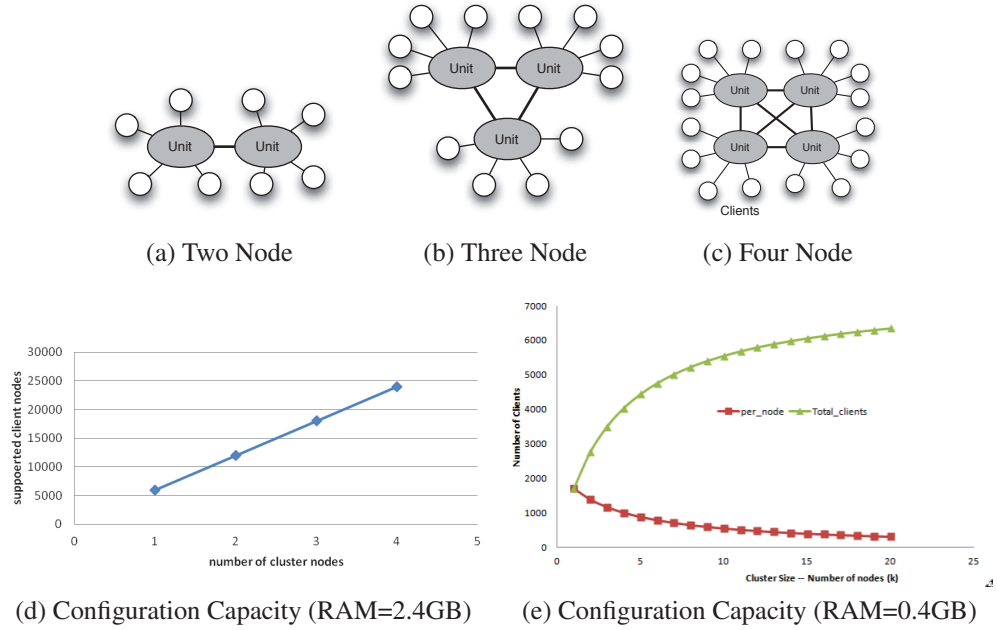 Unit
Unit
Unit
Unit
Unit
Unit
Unit
Unit
Unit
Clients
(a) Two Node
(b) Three Node
(c) Four Node
30000
25000
20000
15000
10000
5000
0
suppoerted client nodes
0
1
2
3
4
5
number of cluster nodes
7000
6000
5000
4000
3000
2000
1000
0
Number of Clients
per_node
Total_clients
0
5
10
15
20
25
Cluster Size -- Number of nodes (k)
(d) Configuration Capacity (RAM=2.4GB)
(e) Configuration Capacity (RAM=0.4GB)